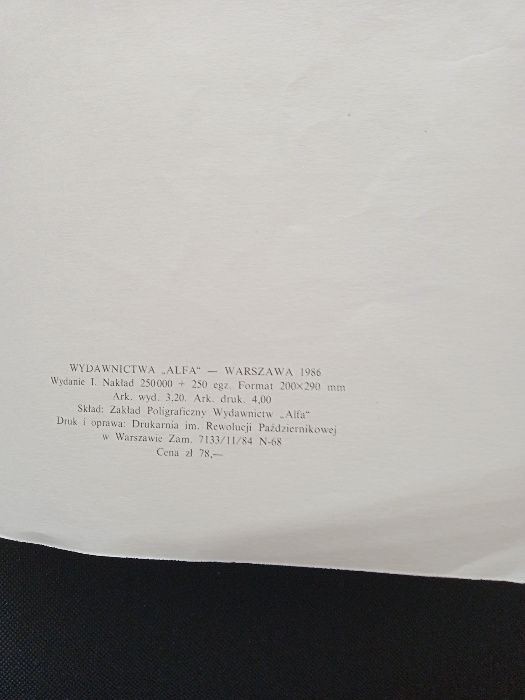 WYDAWNICTWA „ALFA“ — WARSZAWA 1986
Wydanie I. Nakład 250000 + 250 egz. Format 200×290 mm
Ark. wyd. 3,20. Ark. druk. 4,00
Skład: Zakład Poligraficzny Wydawnictw „Alfa“
Druk i oprawa: Drukarnia im. Rewolucji Październikowej
w Warszawie Zam. 7133/11/84 N-68
Cena zł 78,—